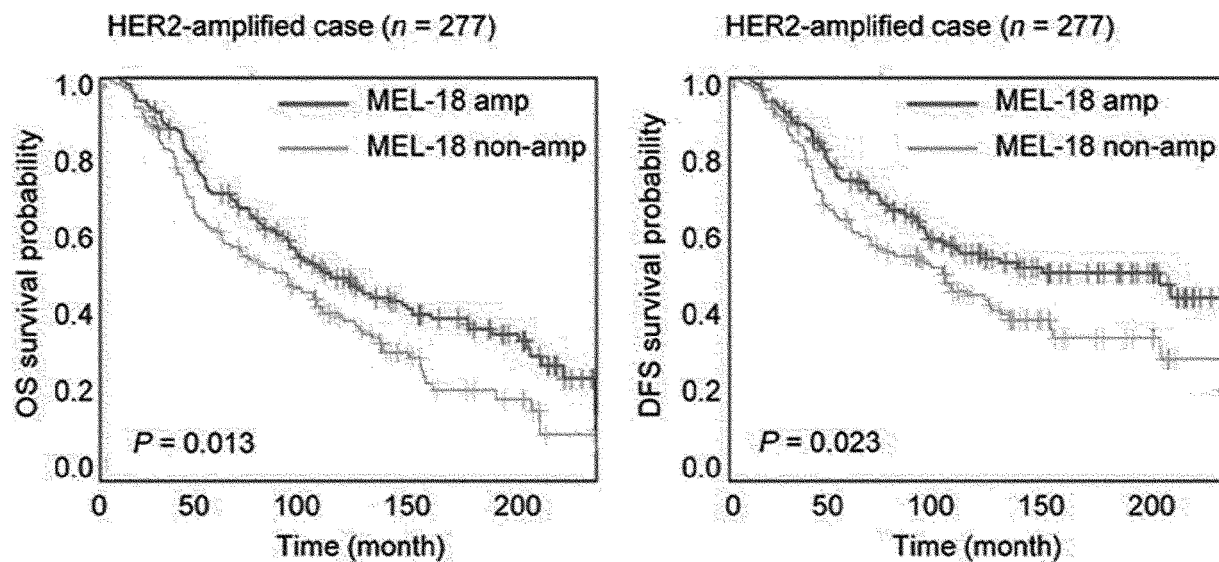 HER2-amplified case (n = 277)
OS survival probability
1.0
0.8
0.6
0.4
0.2
0.0
MEL-18 amp
MEL-18 non-amp
P = 0.013
0 50 100 150 200
Time (month)
HER2-amplified case (n = 277)
DFS survival probability
1.0
0.8
0.6
0.4
0.2
0.0
MEL-18 amp
MEL-18 non-amp
P = 0.023
0 50 100 150 200
Time (month)